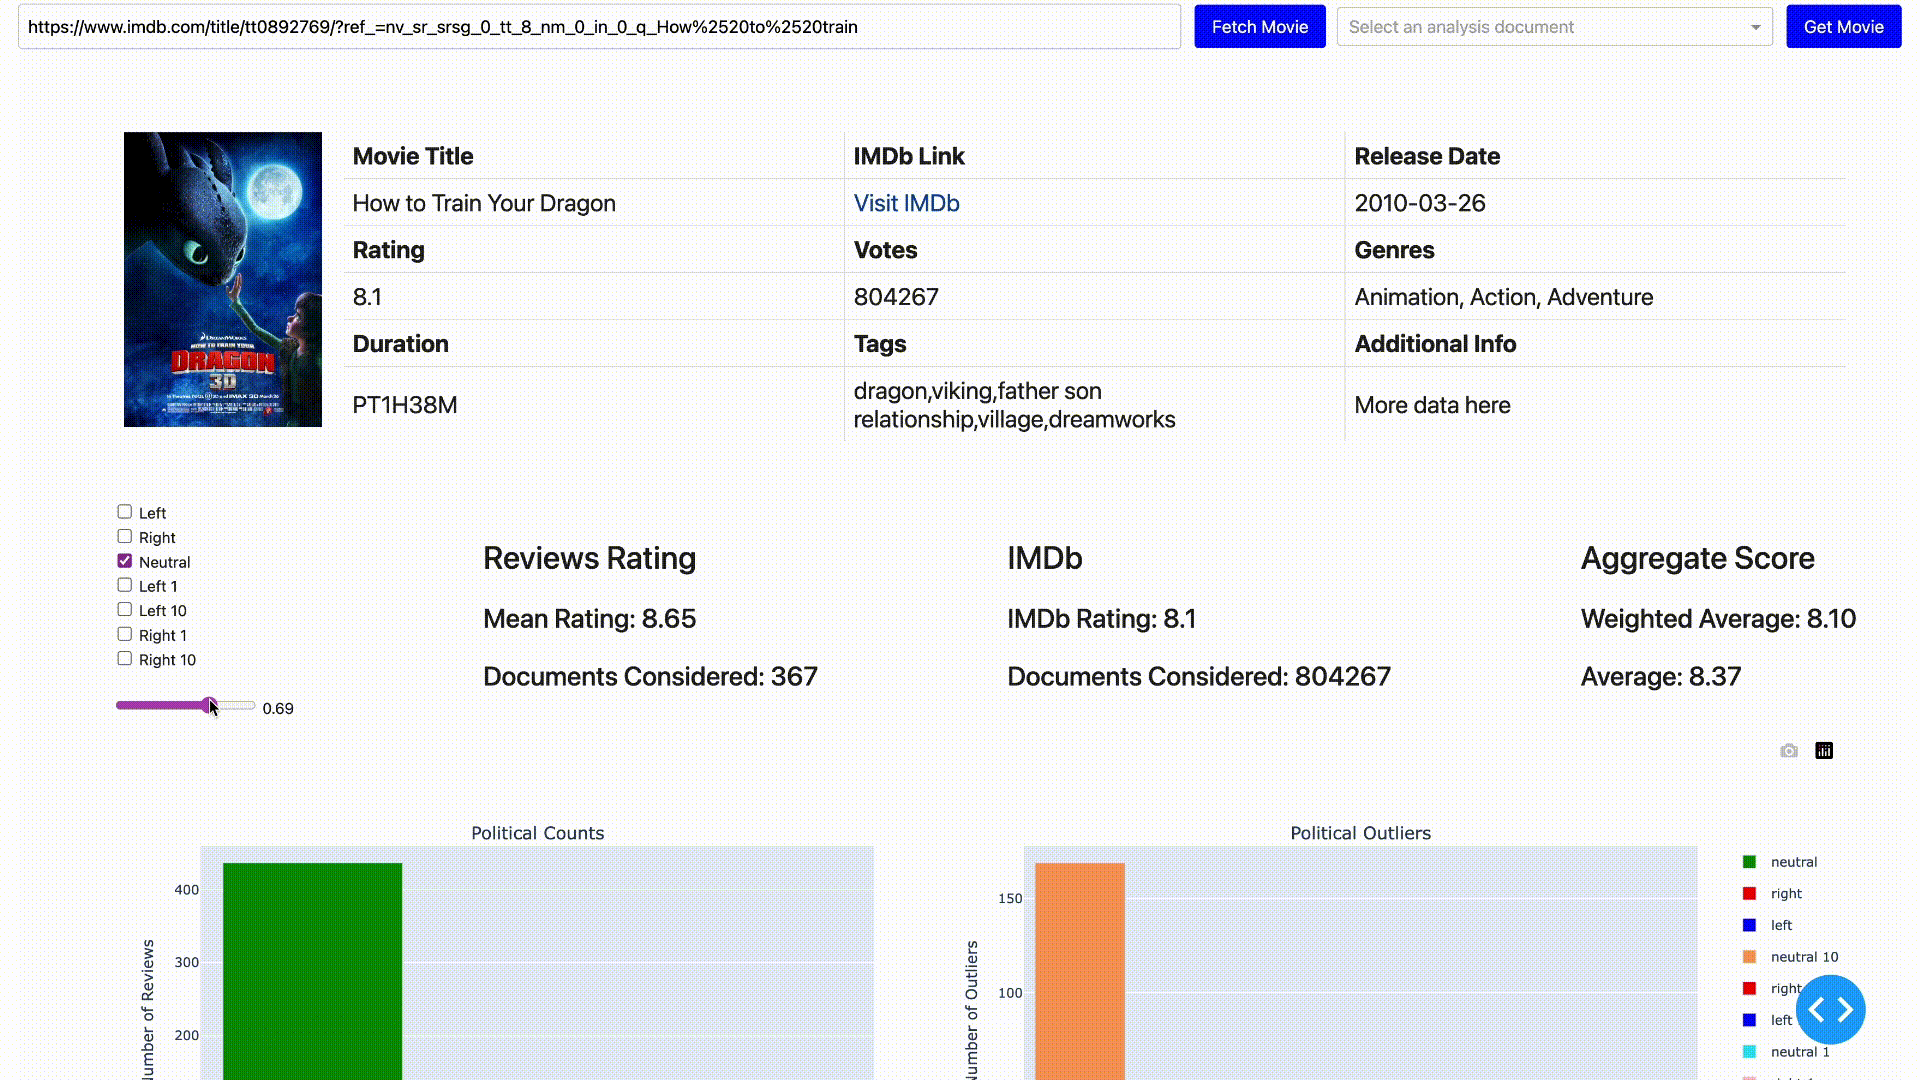 https://www.imdb.com/title/tt0892769/?ref_=nv_sr_srsg_0_tt_8_nm_0_in_0_q_How%2520to%2520train
Fetch Movie
Select an analysis document
Get Movie
Movie Title
IMDb Link
Release Date
How to Train Your Dragon
Visit IMDb
2010-03-26
Rating
Votes
Genres
8.1
804267
Animation, Action, Adventure
Duration
Tags
Additional Info
PT1H38M
dragon,viking,father son
relationship,village,dreamworks
More data here
DREAMWORKS
HOW TO TRAIN YOUR
DRAGON
3D
Left
Right
Neutral
Left 1
Left 10
Right 1
Right 10
0.69
Reviews Rating
Mean Rating: 8.65
Documents Considered: 367
IMDb
IMDb Rating: 8.1
Documents Considered: 804267
Aggregate Score
Weighted Average: 8.10
Average: 8.37
Political Counts
400
300
200
Number of Reviews
Political Outliers
150
100
Number of Outliers
neutral
right
left
neutral 10
right
left
neutral 1